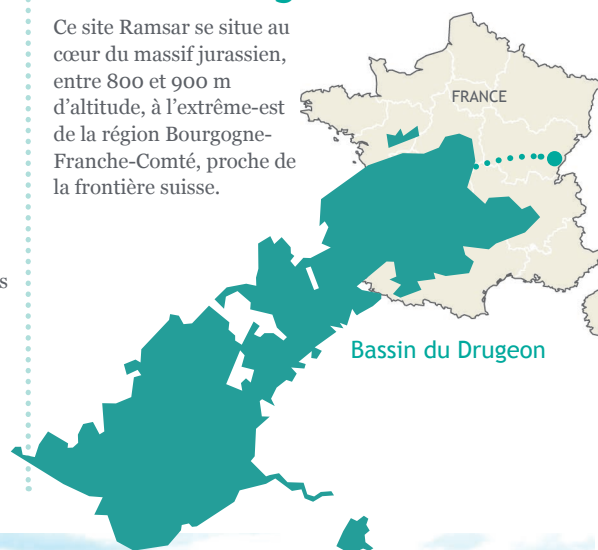 Ce site Ramsar se situe au
cœur du massif jurassien,
entre 800 et 900 m
d’altitude, à l’extrême-est
de la région Bourgogne-
Franche-Comté, proche de
la frontière suisse.
FRANCE
Bassin du Drugeon